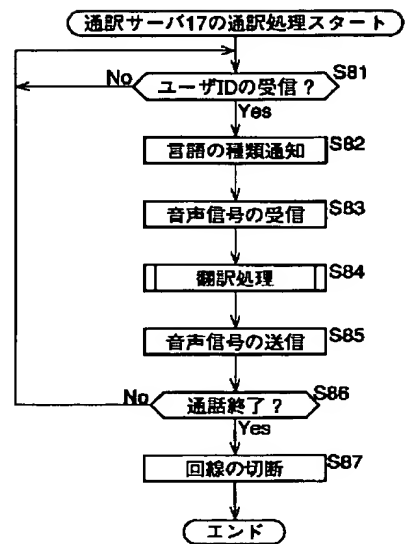 通訳サーバ17の通訳処理スタート
No
ユーザIDの受信？
S81
Yes
言語の種類通知
S82
音声信号の受信
S83
翻訳処理
S84
音声信号の送信
S85
No
通話終了？
S86
Yes
回線の切断
S87
エンド